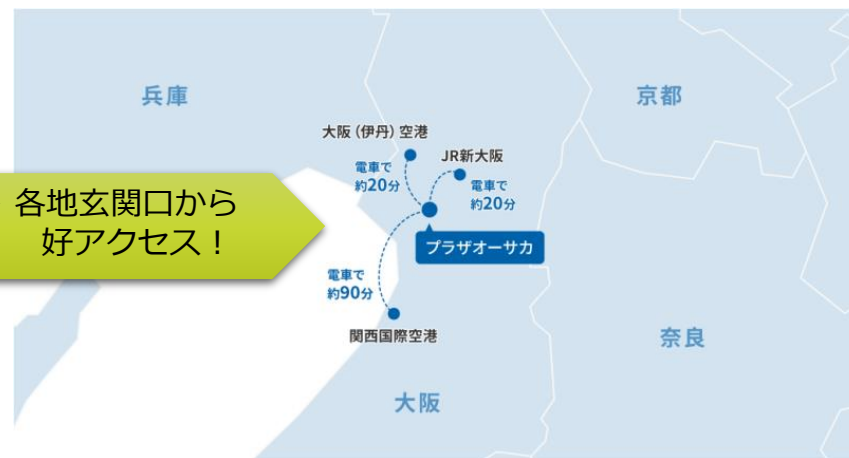 兵庫
京都
大阪（伊丹）空港
JR新大阪
電車で
約20分
電車で
約20分
各地玄関口から
好アクセス！
プラザオーサカ
電車で
約90分
関西国際空港
奈良
大阪